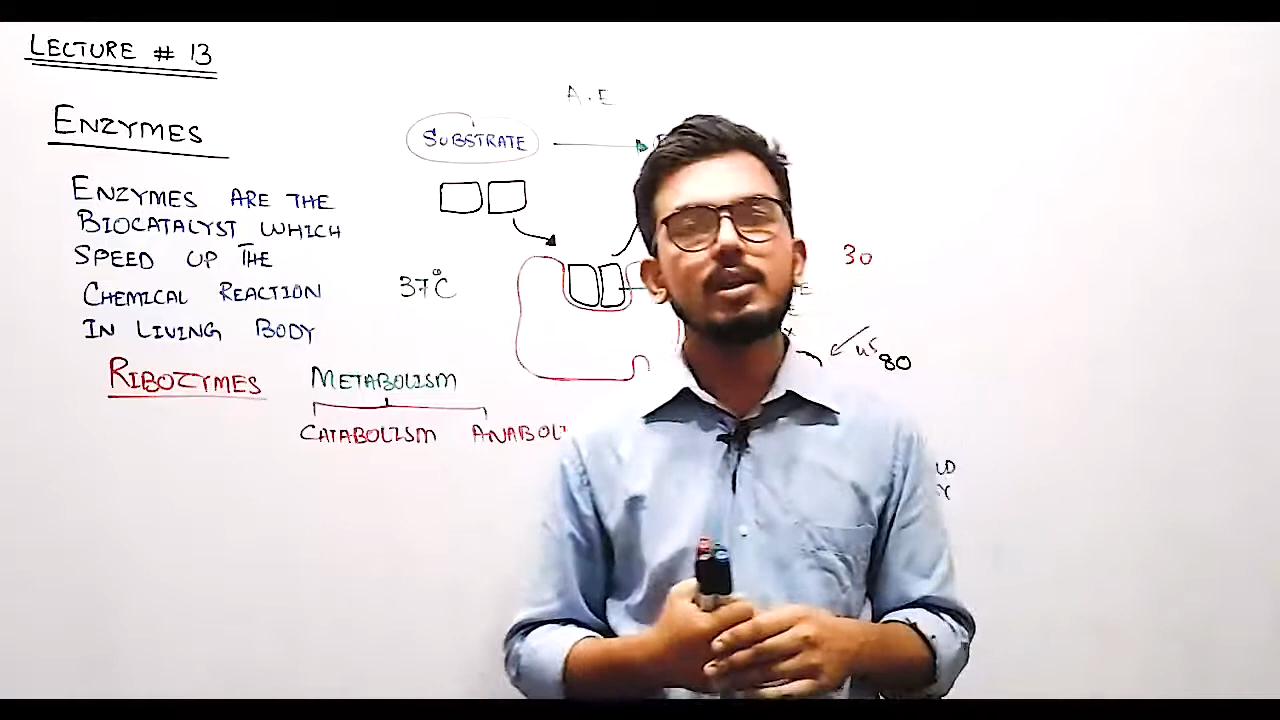 LECTURE # 13
ENZYMES
ENZYMES ARE THE
BIOCATALYST WHICH
SPEED UP THE
CHEMICAL REACTION
IN LIVING BODY
RIBOZYMES
METABOLISM
CATABOLISM
A.E
SUBSTRATE
37°C
30
80